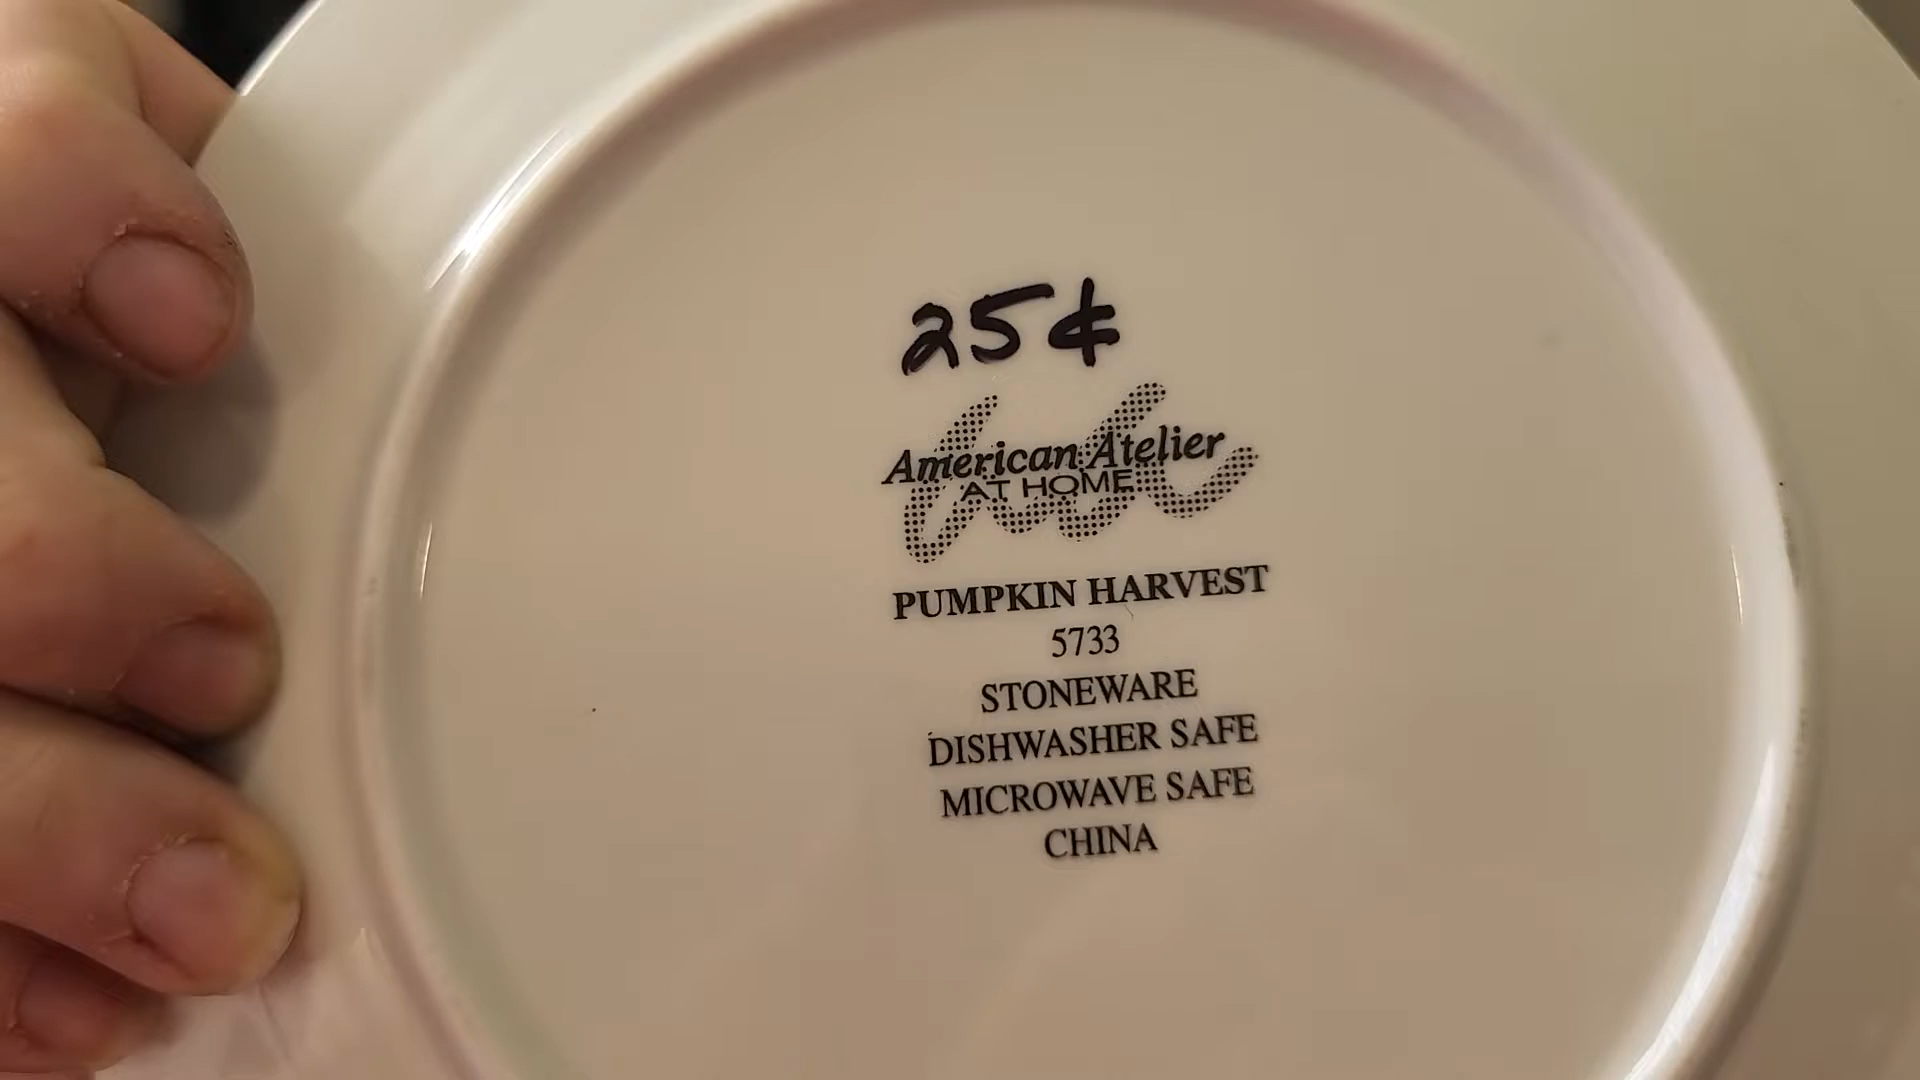 25¢
American Atelier
AT HOME
PUMPKIN HARVEST
5733
STONEWARE
DISHWASHER SAFE
MICROWAVE SAFE
CHINA